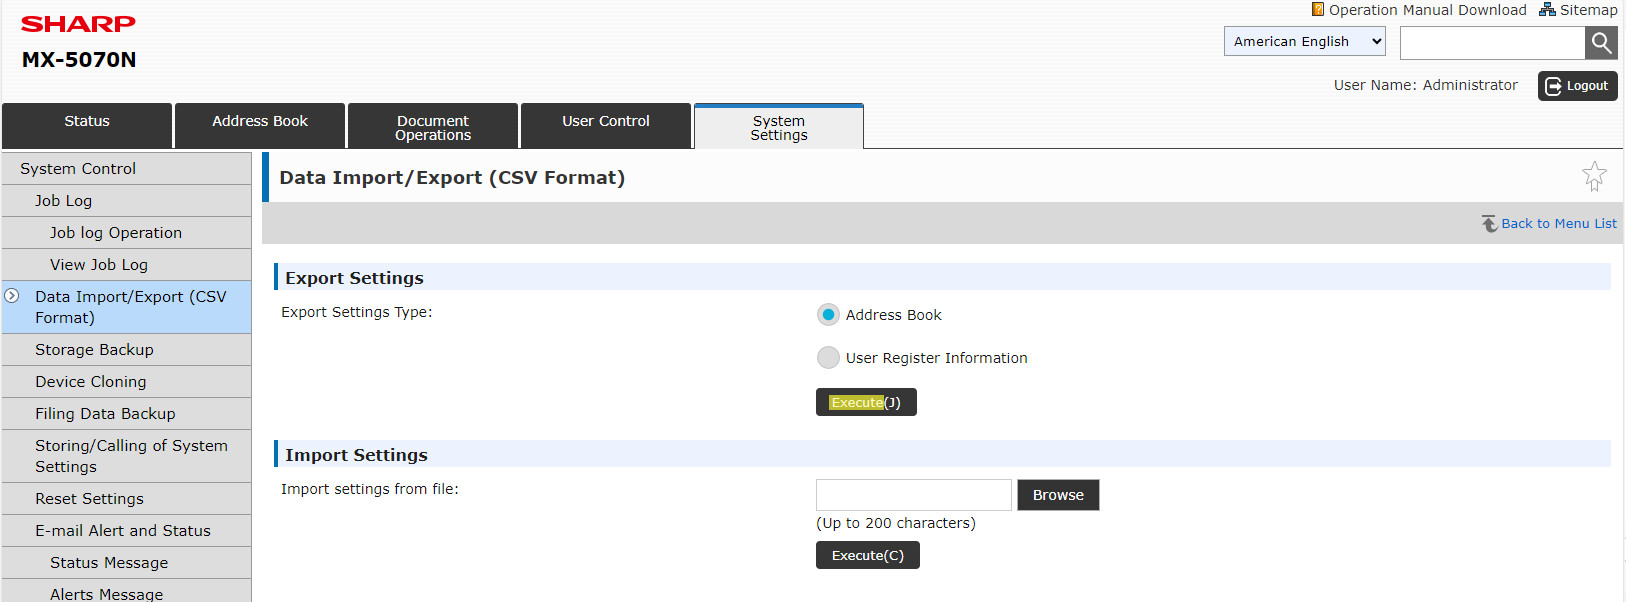 SHARP
MX-5070N
Operation Manual Download
Sitemap
American English
User Name: Administrator
Logout
Status
Address Book
Document
Operations
User Control
System
Settings
System Control
Job Log
Job log Operation
View Job Log
Data Import/Export (CSV
Format)
Storage Backup
Device Cloning
Filing Data Backup
Storing/Calling of System
Settings
Reset Settings
E-mail Alert and Status
Status Message
Alerts Message
Data Import/Export (CSV Format)
Back to Menu List
Export Settings
Export Settings Type:
Address Book
User Register Information
Execute(J)
Import Settings
Import settings from file:
Browse
(Up to 200 characters)
Execute(C)